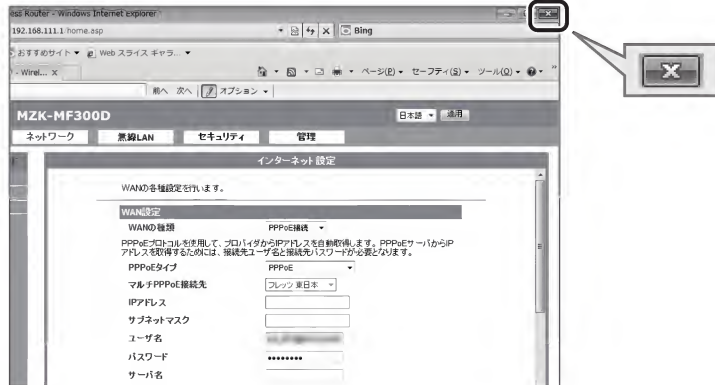 ess Router - Windows Internet Explorer
192.168.111.1/home.asp
Bing
おすすめサイト ▼ Web スライス ギャラ... ▼
- Wirel... X
ページ(P) セーフティ(S) ツール(O)
前へ 次へ オプション
MZK-MF300D
日本語 適用
ネットワーク 無線LAN セキュリティ 管理
インターネット設定
WANの各種設定を行います。
WAN設定
WANの種類 PPPoE接続
PPPoEプロトコルを使用して、プロバイダからIPアドレスを自動取得します。PPPoEサーバからIP
アドレスを取得するためには、接続先ユーザ名と接続先パスワードが必要となります。
PPPoEタイプ PPPoE
マルチPPPoE接続先 フレッツ 東日本
IPアドレス
サブネットマスク
ユーザ名
パスワード ••••••••
サーバ名